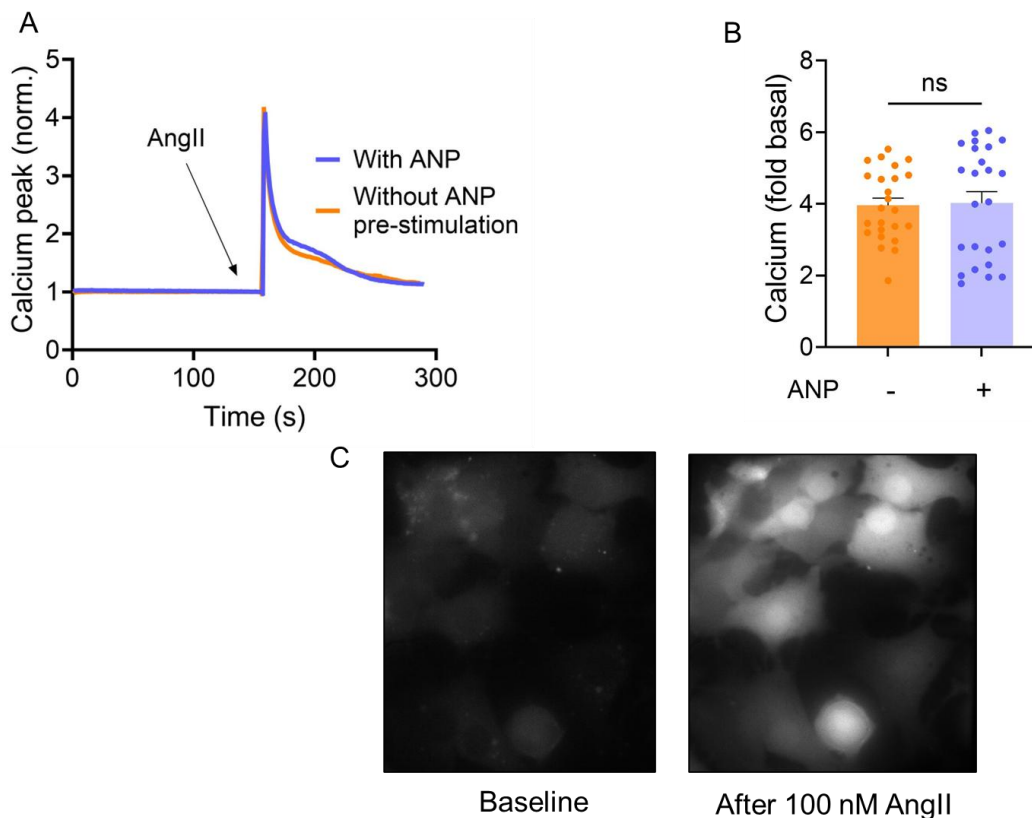 A
Calcium peak (norm.)
5
4
3
2
1
0
AngII
With ANP
Without ANP
pre-stimulation
0
100
200
300
Time (s)
B
Calcium (fold basal)
8
6
4
2
0
ns
ANP
-
+
C
Baseline
After 100 nM AngII